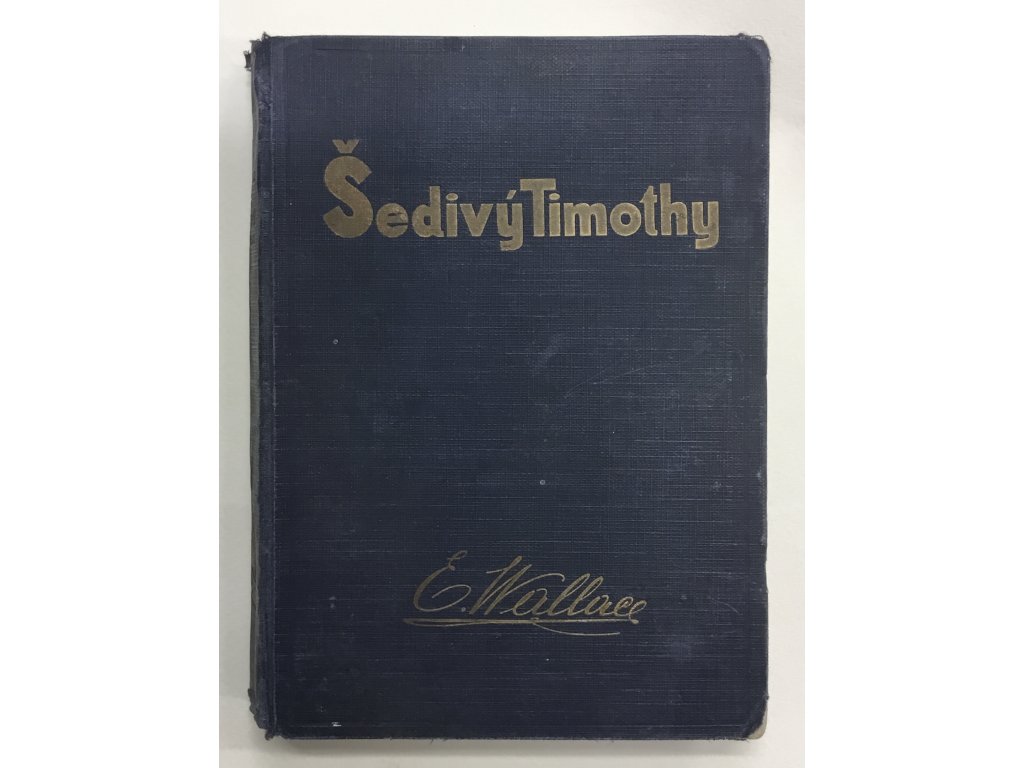 Šedivý Timothy
E. Wallace